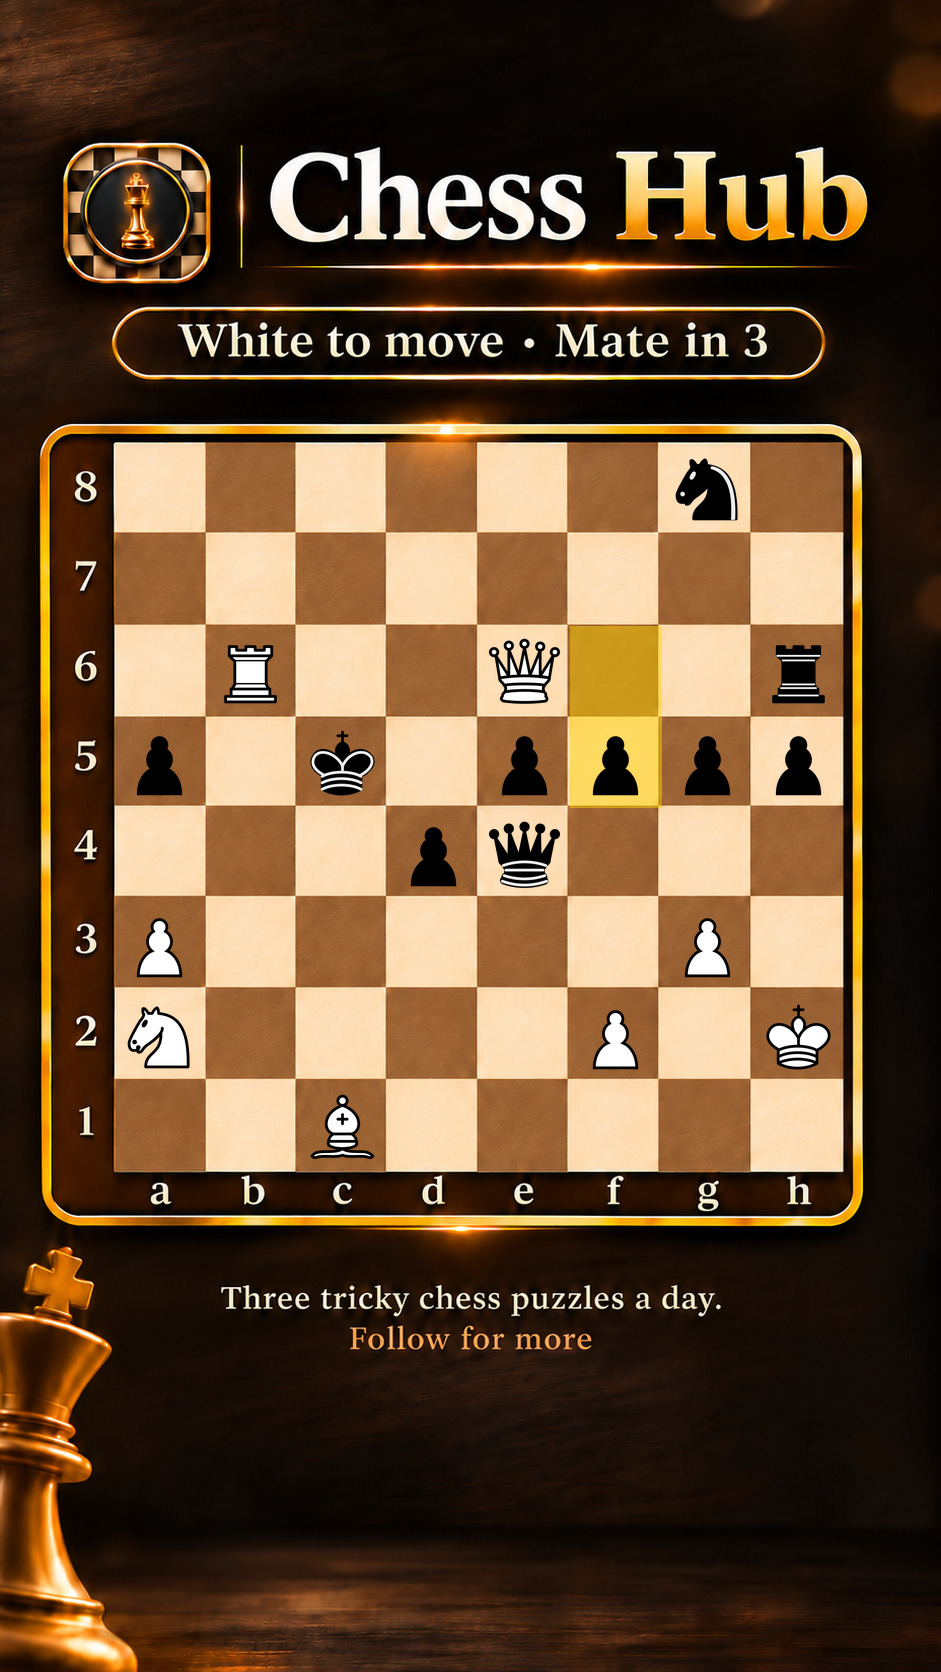 Chess Hub
White to move • Mate in 3
8
7
6
5
4
3
2
1
a b c d e f g h
Three tricky chess puzzles a day.
Follow for more